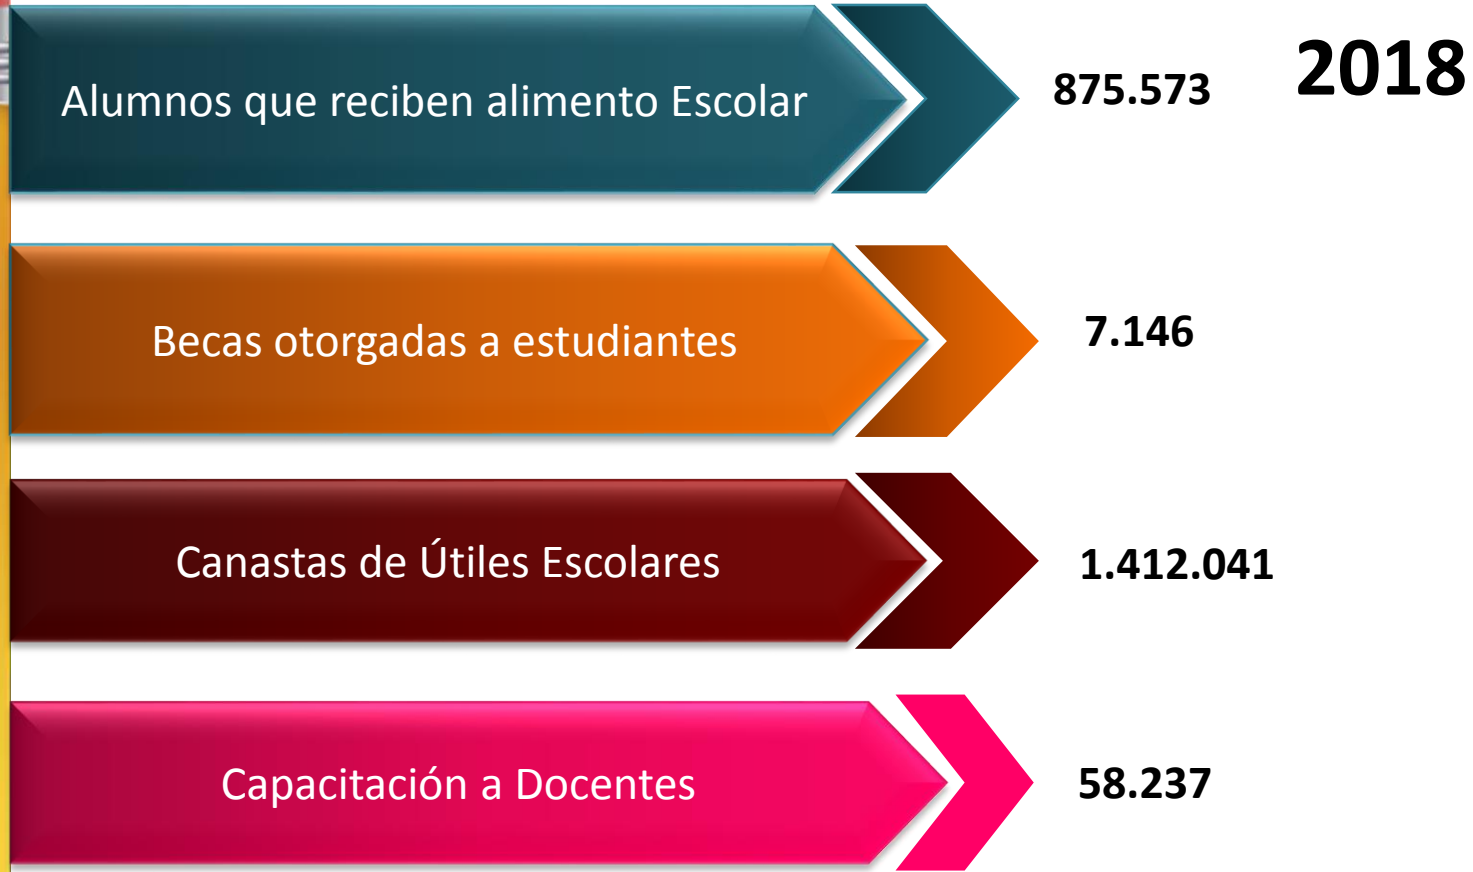 2018
Alumnos que reciben alimento Escolar
875.573
Becas otorgadas a estudiantes
7.146
Canastas de Útiles Escolares
1.412.041
Capacitación a Docentes
58.237